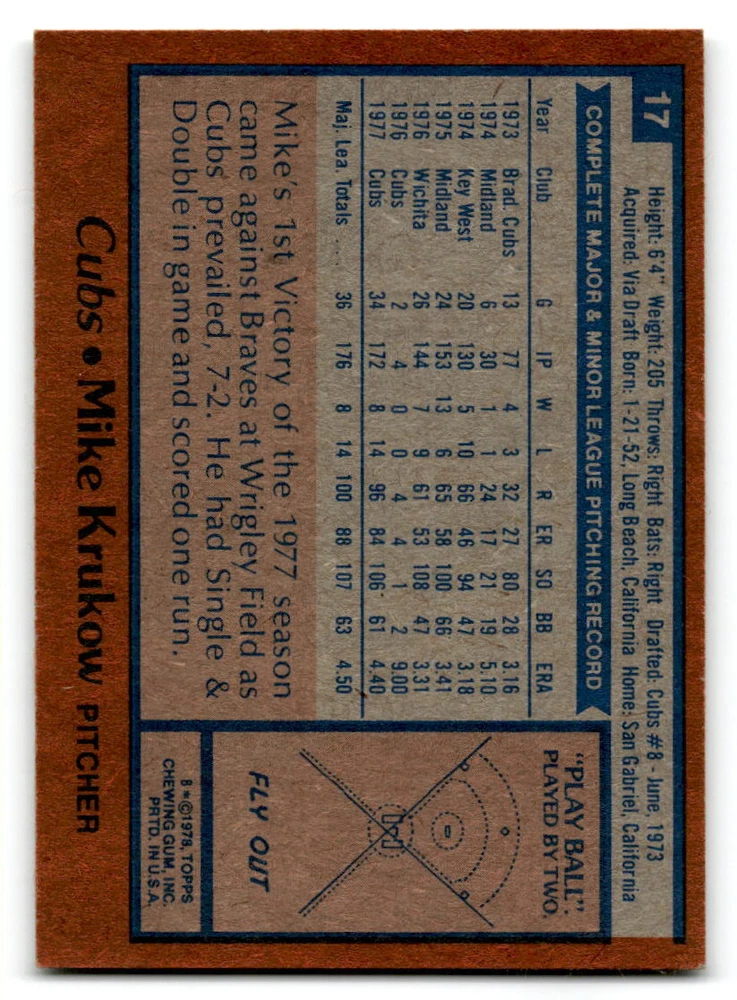 17
Height: 6'4" Weight: 205 Throws: Right Bats: Right Drafted: Cubs #8 - June, 1973
Acquired: Via Draft Born: 1-21-52, Long Beach, California Home: San Gabriel, California
COMPLETE MAJOR & MINOR LEAGUE PITCHING RECORD
Year Club G IP W L R ER SO BB ERA
1973 Brad. Cubs 13 77 4 3 32 27 80 28 3.16
1974 Midland 6 30 1 1 24 17 21 19 5.10
1974 Key West 20 130 5 10 66 46 94 47 3.18
1975 Midland 24 153 13 6 65 58 100 66 3.41
1976 Wichita 26 144 7 9 61 53 108 47 3.31
1976 Cubs 2 4 0 0 4 4 1 2 9.00
1977 Cubs 34 172 8 14 96 84 106 61 4.40
Maj. Lea. Totals .... 36 176 8 14 100 88 107 63 4.50
Mike's 1st Victory of the 1977 season
came against Braves at Wrigley Field as
Cubs prevailed, 7-2. He had Single &
Double in game and scored one run.
"PLAY BALL".
PLAYED BY TWO.
FLY OUT
8*©1978, TOPPS
CHEWING GUM, INC.
PRTD. IN U.S.A.
Cubs • Mike Krukow PITCHER